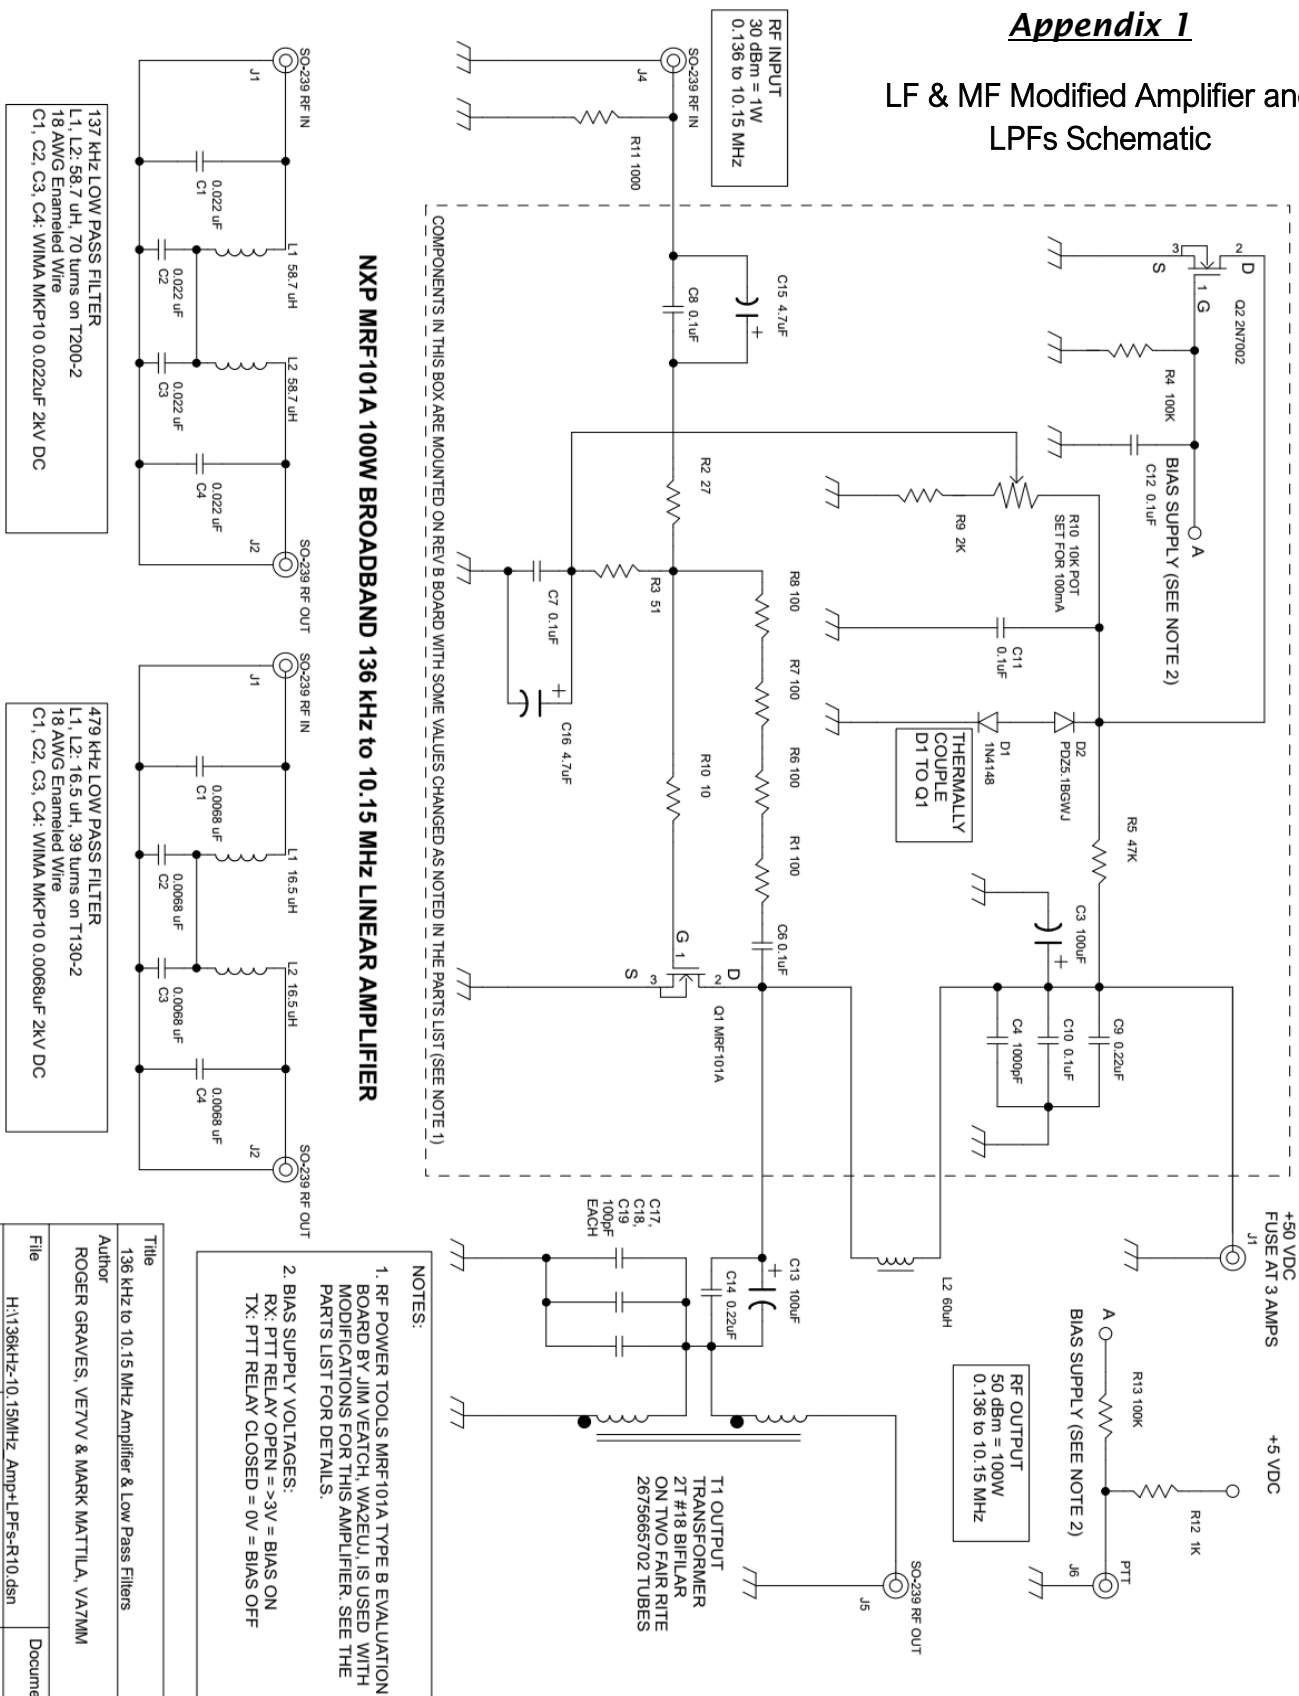 Appendix 1
LF & MF Modified Amplifier an
LPFs Schematic
RF INPUT
30 dBm = 1W
0.136 to 10.15 MHz
SO-239 RF IN
J4
R11 1000
C15 4.7uF
+
C8 0.1uF
R2 27
R3 51
C7 0.1uF
+
C16 4.7uF
R8 100
R7 100
R6 100
R1 100
C6 0.1uF
R10 10
G
1
D
2
S
3
Q1 MRF101A
D
2
S
3
1
G
Q2 2N7002
R4 100K
C12 0.1uF
A
BIAS SUPPLY (SEE NOTE 2)
R10 10K POT
SET FOR 100mA
R9 2K
C11
0.1uF
D2
PDZ5.1BGWJ
D1
1N4148
THERMALLY
COUPLE
D1 TO Q1
R5 47K
C3 100uF
+
C9 0.22uF
C10 0.1uF
C4 1000pF
COMPONENTS IN THIS BOX ARE MOUNTED ON REV B BOARD WITH SOME VALUES CHANGED AS NOTED IN THE PARTS LIST (SEE NOTE 1)
+50 VDC
FUSE AT 3 AMPS
J1
L2 60uH
+
C13 100uF
C14 0.22uF
C17,
C18,
C19
100pF
EACH
A
BIAS SUPPLY (SEE NOTE 2)
R13 100K
+5 VDC
R12 1K
PTT
J6
RF OUTPUT
50 dBm = 100W
0.136 to 10.15 MHz
SO-239 RF OUT
J5
T1 OUTPUT
TRANSFORMER
2T #18 BIFILAR
ON TWO FAIR RITE
2675665702 TUBES
NXP MRF101A 100W BROADBAND 136 kHz to 10.15 MHz LINEAR AMPLIFIER
SO-239 RF IN
J1
0.022 uF
C1
L1 58.7 uH
0.022 uF
C2
L2 58.7 uH
0.022 uF
C3
0.022 uF
C4
J2
SO-239 RF OUT
137 kHz LOW PASS FILTER
L1, L2: 58.7 uH, 70 turns on T200-2
18 AWG Enameled Wire
C1, C2, C3, C4: WIMA MKP10 0.022uF 2kV DC
SO-239 RF IN
J1
0.0068 uF
C1
L1 16.5 uH
0.0068 uF
C2
L2 16.5 uH
0.0068 uF
C3
0.0068 uF
C4
J2
SO-239 RF OUT
479 kHz LOW PASS FILTER
L1, L2: 16.5 uH, 39 turns on T130-2
18 AWG Enameled Wire
C1, C2, C3, C4: WIMA MKP10 0.0068uF 2kV DC
NOTES:
1. RF POWER TOOLS MRF101A TYPE B EVALUATION
BOARD BY JIM VEATCH, WA2EUJ, IS USED WITH
MODIFICATIONS FOR THIS AMPLIFIER. SEE THE
PARTS LIST FOR DETAILS.
2. BIAS SUPPLY VOLTAGES:
RX: PTT RELAY OPEN = >3V = BIAS ON
TX: PTT RELAY CLOSED = 0V = BIAS OFF
Title
136 kHz to 10.15 MHz Amplifier & Low Pass Filters
Author
ROGER GRAVES, VE7VV & MARK MATTILA, VA7MM
File
H:\136kHz-10.15MHz_Amp+LPFs-R10.dsn
Docume